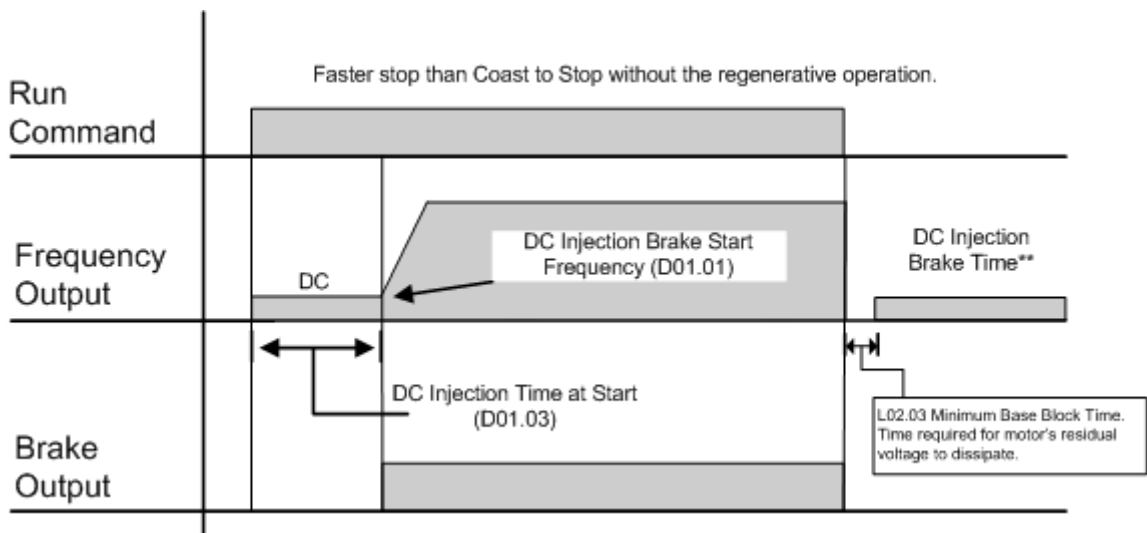 Faster stop than Coast to Stop without the regenerative operation.
Run
Command
Frequency
Output
DC
DC Injection Brake Start
Frequency (D01.01)
DC Injection
Brake Time**
DC Injection Time at Start
(D01.03)
L02.03 Minimum Base Block Time.
Time required for motor's residual
voltage to dissipate.
Brake
Output